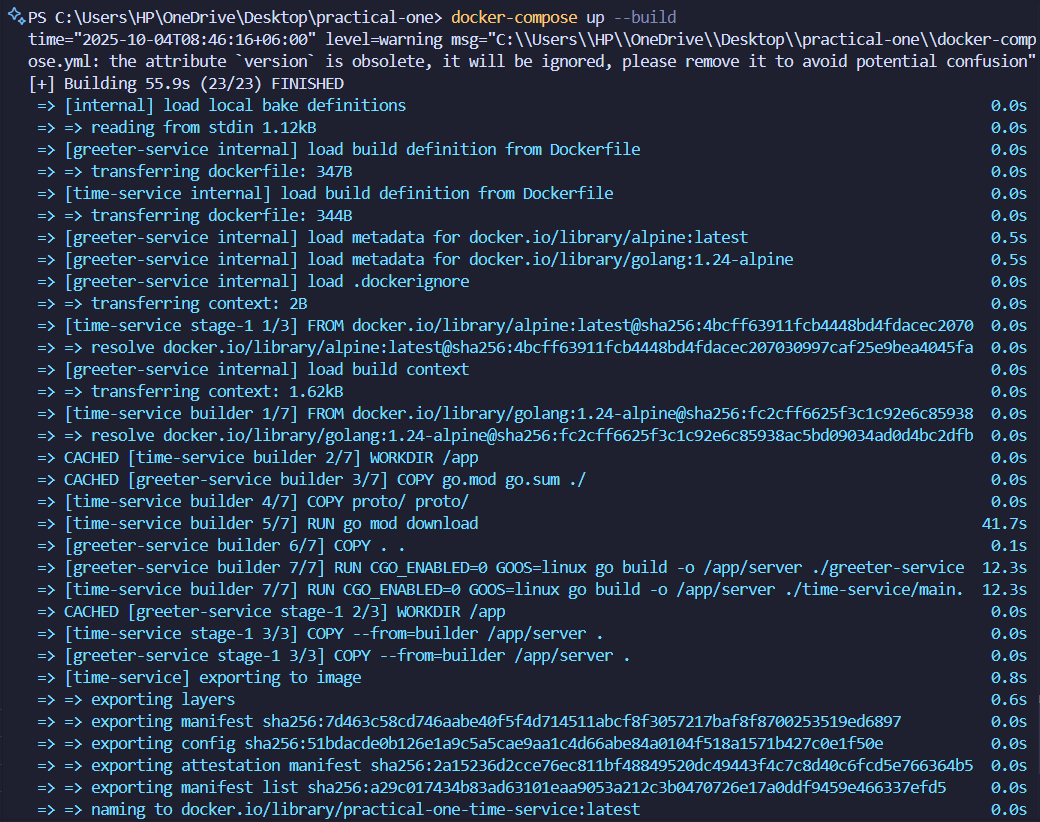 PS C:\Users\HP\OneDrive\Desktop\practical-one> docker-compose up --build
time="2025-10-04T08:46:16+06:00" level=warning msg="C:\\Users\\HP\\OneDrive\\Desktop\\practical-one\\docker-comp
ose.yml: the attribute `version` is obsolete, it will be ignored, please remove it to avoid potential confusion"
[+] Building 55.9s (23/23) FINISHED
=> [internal] load local bake definitions 0.0s
=> => reading from stdin 1.12kB 0.0s
=> [greeter-service internal] load build definition from Dockerfile 0.0s
=> => transferring dockerfile: 347B 0.0s
=> [time-service internal] load build definition from Dockerfile 0.0s
=> => transferring dockerfile: 344B 0.0s
=> [greeter-service internal] load metadata for docker.io/library/alpine:latest 0.5s
=> [greeter-service internal] load metadata for docker.io/library/golang:1.24-alpine 0.5s
=> [greeter-service internal] load .dockerignore 0.0s
=> => transferring context: 2B 0.0s
=> [time-service stage-1 1/3] FROM docker.io/library/alpine:latest@sha256:4bcff63911fcb4448bd4fdacec2070 0.0s
=> => resolve docker.io/library/alpine:latest@sha256:4bcff63911fcb4448bd4fdacec207030997caf25e9bea4045fa 0.0s
=> [greeter-service internal] load build context 0.0s
=> => transferring context: 1.62kB 0.0s
=> [time-service builder 1/7] FROM docker.io/library/golang:1.24-alpine@sha256:fc2cff6625f3c1c92e6c85938 0.0s
=> => resolve docker.io/library/golang:1.24-alpine@sha256:fc2cff6625f3c1c92e6c85938ac5bd09034ad0d4bc2dfb 0.0s
=> CACHED [time-service builder 2/7] WORKDIR /app 0.0s
=> CACHED [greeter-service builder 3/7] COPY go.mod go.sum ./ 0.0s
=> [time-service builder 4/7] COPY proto/ proto/ 0.0s
=> [time-service builder 5/7] RUN go mod download 41.7s
=> [greeter-service builder 6/7] COPY . . 0.1s
=> [greeter-service builder 7/7] RUN CGO_ENABLED=0 GOOS=linux go build -o /app/server ./greeter-service 12.3s
=> [time-service builder 7/7] RUN CGO_ENABLED=0 GOOS=linux go build -o /app/server ./time-service/main. 12.3s
=> CACHED [greeter-service stage-1 2/3] WORKDIR /app 0.0s
=> [time-service stage-1 3/3] COPY --from=builder /app/server . 0.0s
=> [greeter-service stage-1 3/3] COPY --from=builder /app/server . 0.0s
=> [time-service] exporting to image 0.8s
=> => exporting layers 0.6s
=> => exporting manifest sha256:7d463c58cd746aabe40f5f4d714511abcf8f3057217baf8f8700253519ed6897 0.0s
=> => exporting config sha256:51bdacde0b126e1a9c5a5cae9aa1c4d66abe84a0104f518a1571b427c0e1f50e 0.0s
=> => exporting attestation manifest sha256:2a15236d2cce76ec811bf48849520dc49443f4c7c8d40c6fcd5e766364b5 0.0s
=> => exporting manifest list sha256:a29c017434b83ad63101eaa9053a212c3b0470726e17a0ddf9459e466337efd5 0.0s
=> => naming to docker.io/library/practical-one-time-service:latest 0.0s